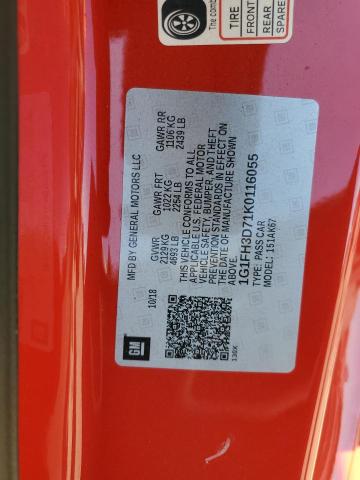 The comb
TIRE
FRONT
REAR
SPARE
MFD BY GENERAL MOTORS LLC
10/18
GVWR
2129 KG
4693 LB
GAWR FRT
1022 KG
2254 LB
GAWR RR
1106 KG
2439 LB
THIS VEHICLE CONFORMS TO ALL
APPLICABLE U.S. FEDERAL MOTOR
VEHICLE SAFETY, BUMPER, AND THEFT
PREVENTION STANDARDS IN EFFECT ON
THE DATE OF MANUFACTURE SHOWN
ABOVE.
1G1FH3D71K0116055
TYPE: PASS CAR
MODEL: 151AK67
GM